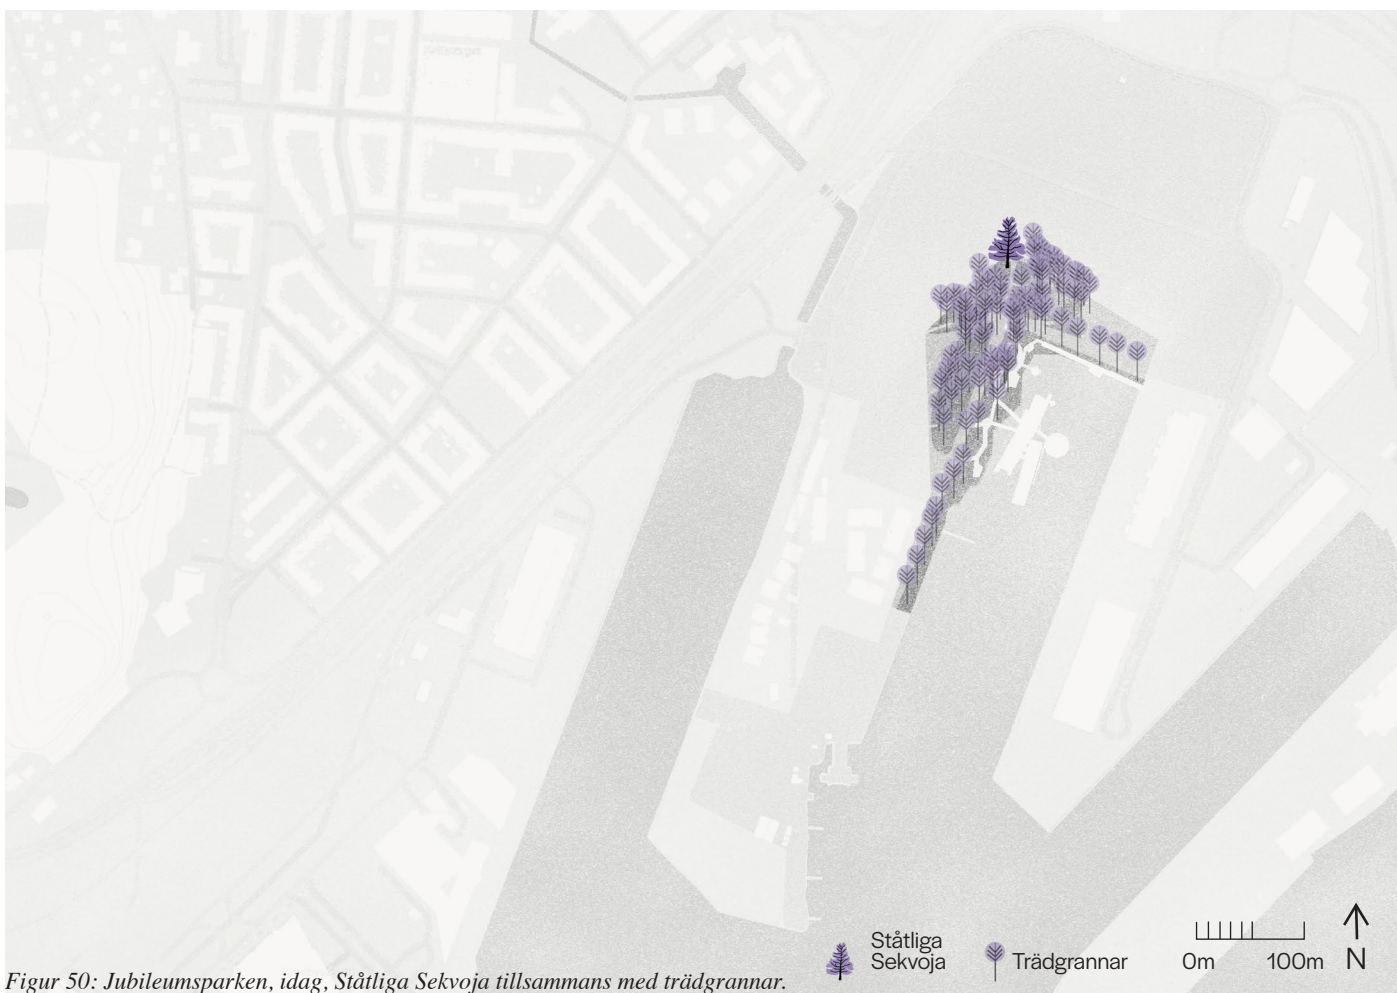 Ståtliga
Sekvoja
Trädgrannar
0m 100m N
Figur 50: Jubileumsparken, idag, Ståtliga Sekvoja tillsammans med trädgrannar.